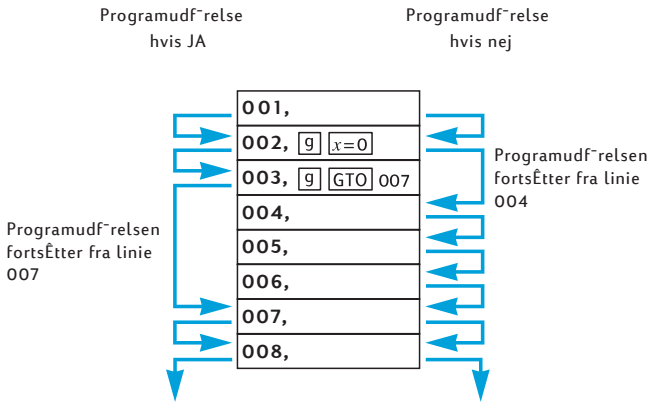 Programudf¯relse
hvis JA
Programudf¯relse
hvis nej
001,
002, g x=0
003, g GTO 007
004,
005,
006,
007,
008,
Programudf¯relsen
fortsÊtter fra linie
004
Programudf¯relsen
fortsÊtter fra linie
007